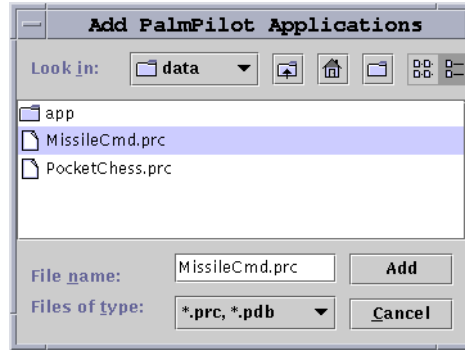 Add PalmPilot Applications
Look in: data
app
MissileCmd.prc
PocketChess.prc
File name: MissileCmd.prc Add
Files of type: *.prc, *.pdb Cancel